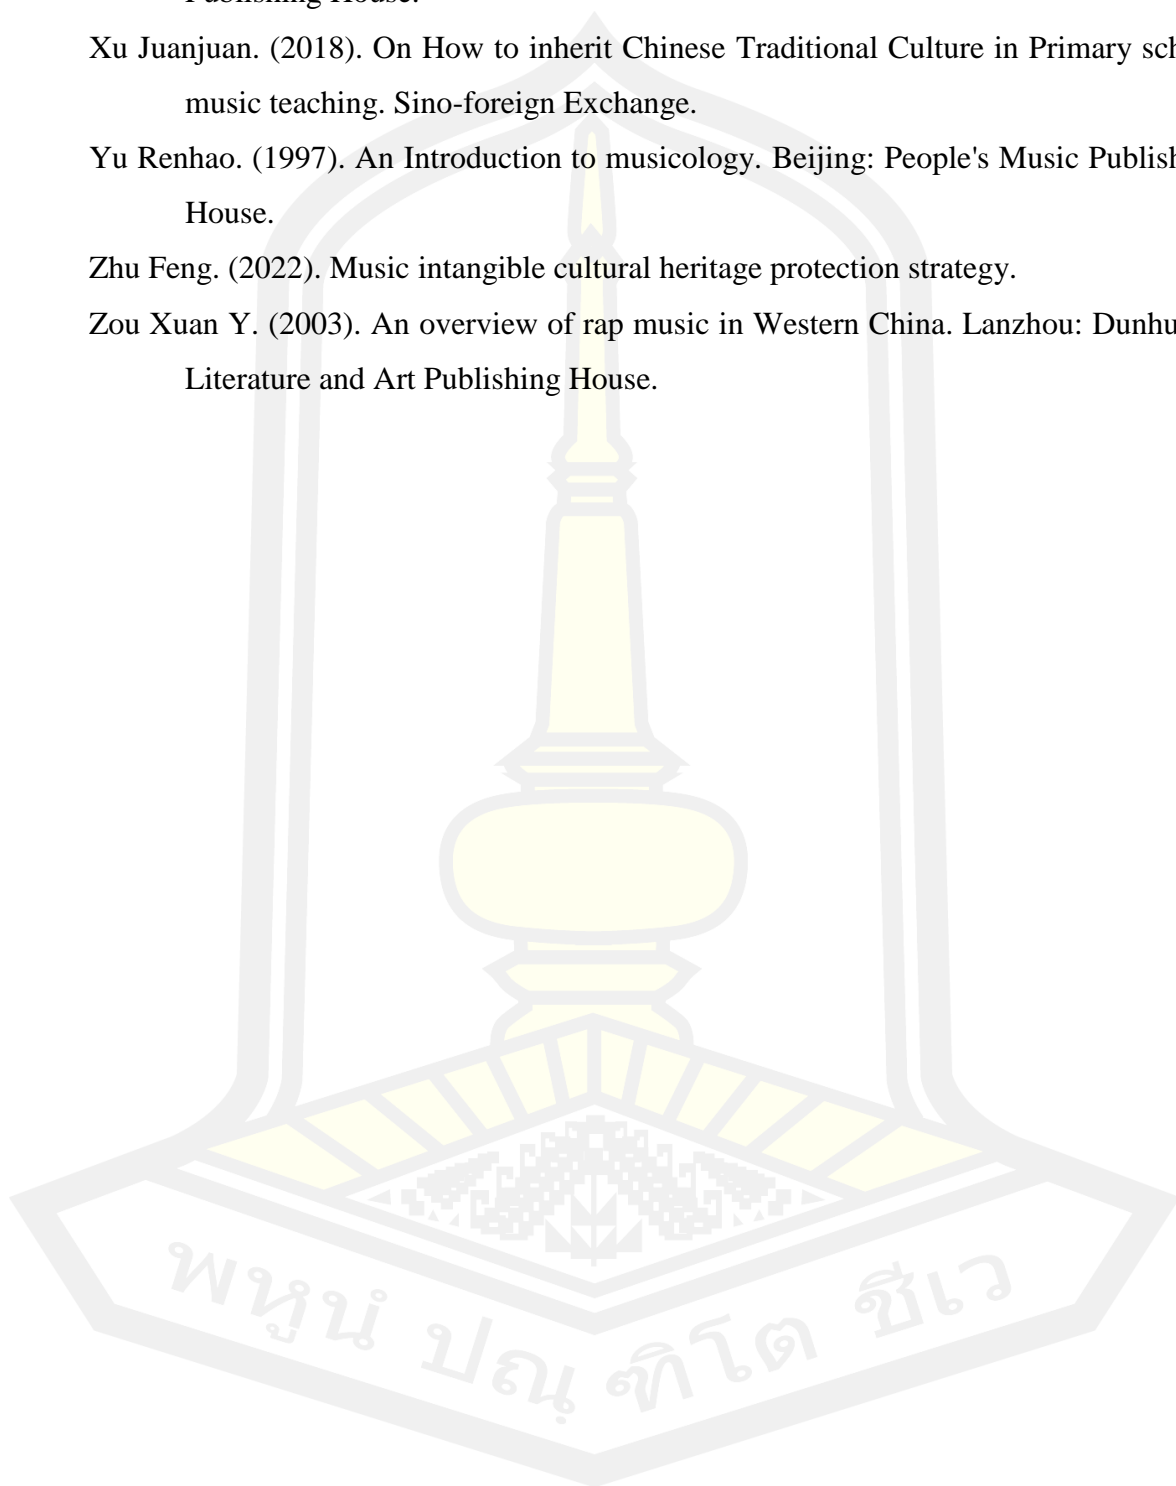 Publishing House.
Xu Juanjuan. (2018). On How to inherit Chinese Traditional Culture in Primary sch
music teaching. Sino-foreign Exchange.
Yu Renhao. (1997). An Introduction to musicology. Beijing: People's Music Publish
House.
Zhu Feng. (2022). Music intangible cultural heritage protection strategy.
Zou Xuan Y. (2003). An overview of rap music in Western China. Lanzhou: Dunhu
Literature and Art Publishing House.
พหูนํ ปณฺฑิโต ชีเว